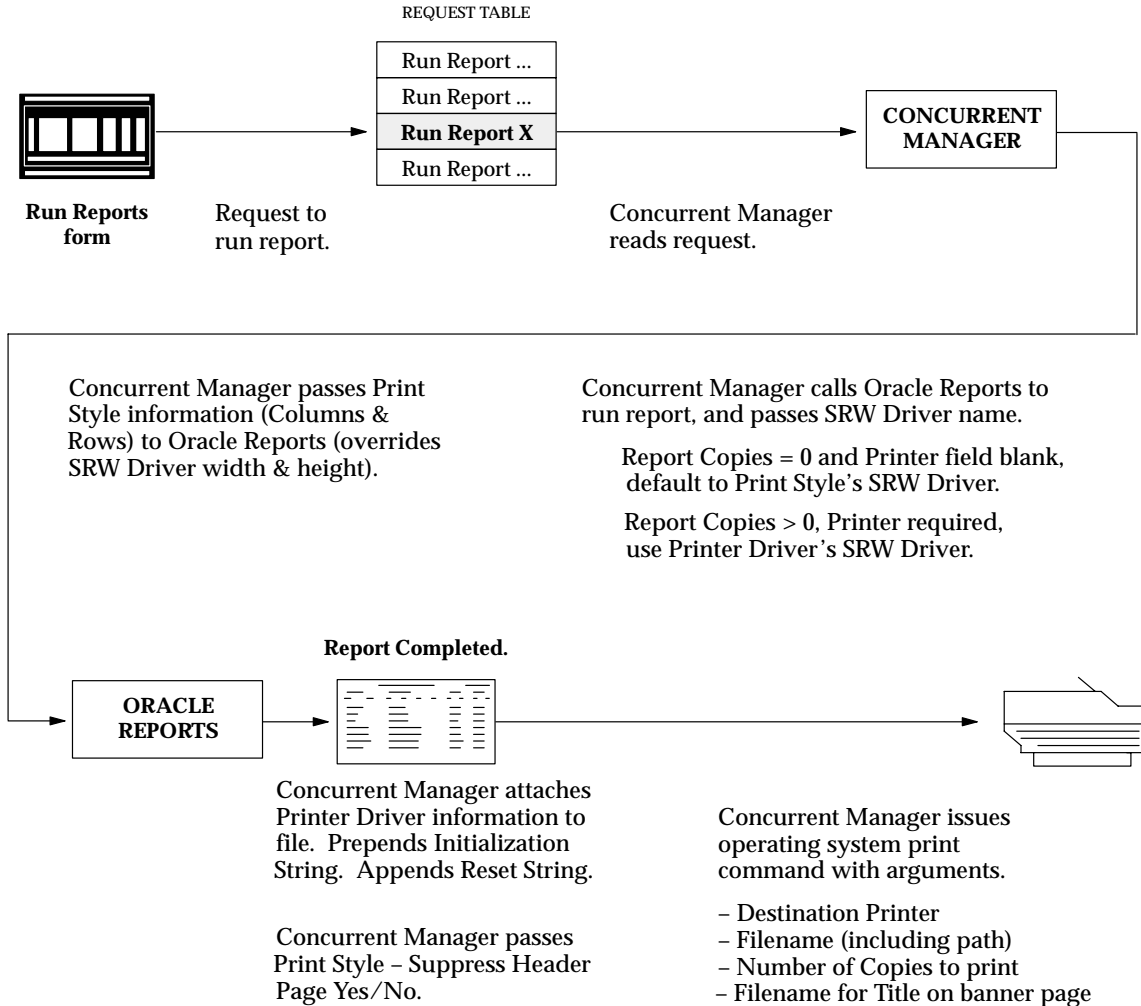 REQUEST TABLE
Run Report ...
Run Report ...
Run Report X
Run Report ...
CONCURRENT
MANAGER
Run Reports
form
Request to
run report.
Concurrent Manager
reads request.
Concurrent Manager passes Print
Style information (Columns &
Rows) to Oracle Reports (overrides
SRW Driver width & height).
Concurrent Manager calls Oracle Reports to
run report, and passes SRW Driver name.
Report Copies = 0 and Printer field blank,
default to Print Style's SRW Driver.
Report Copies > 0, Printer required,
use Printer Driver's SRW Driver.
Report Completed.
ORACLE
REPORTS
Concurrent Manager attaches
Printer Driver information to
file. Prepends Initialization
String. Appends Reset String.
Concurrent Manager passes
Print Style – Suppress Header
Page Yes/No.
Concurrent Manager issues
operating system print
command with arguments.
– Destination Printer
– Filename (including path)
– Number of Copies to print
– Filename for Title on banner page